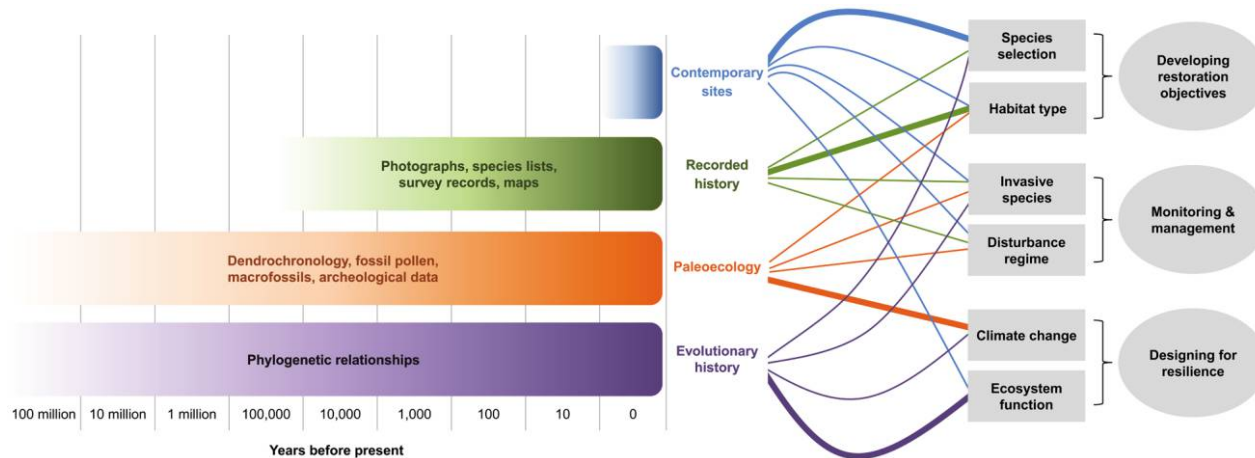 Contemporary
sites
Photographs, species lists,
survey records, maps
Recorded
history
Dendrochronology, fossil pollen,
macrofossils, archeological data
Paleoecology
Phylogenetic relationships
Evolutionary
history
100 million
10 million
1 million
100,000
10,000
1,000
100
10
0
Years before present
Species
selection
Habitat type
Invasive
species
Disturbance
regime
Climate change
Ecosystem
function
Developing
restoration
objectives
Monitoring &
management
Designing for
resilience